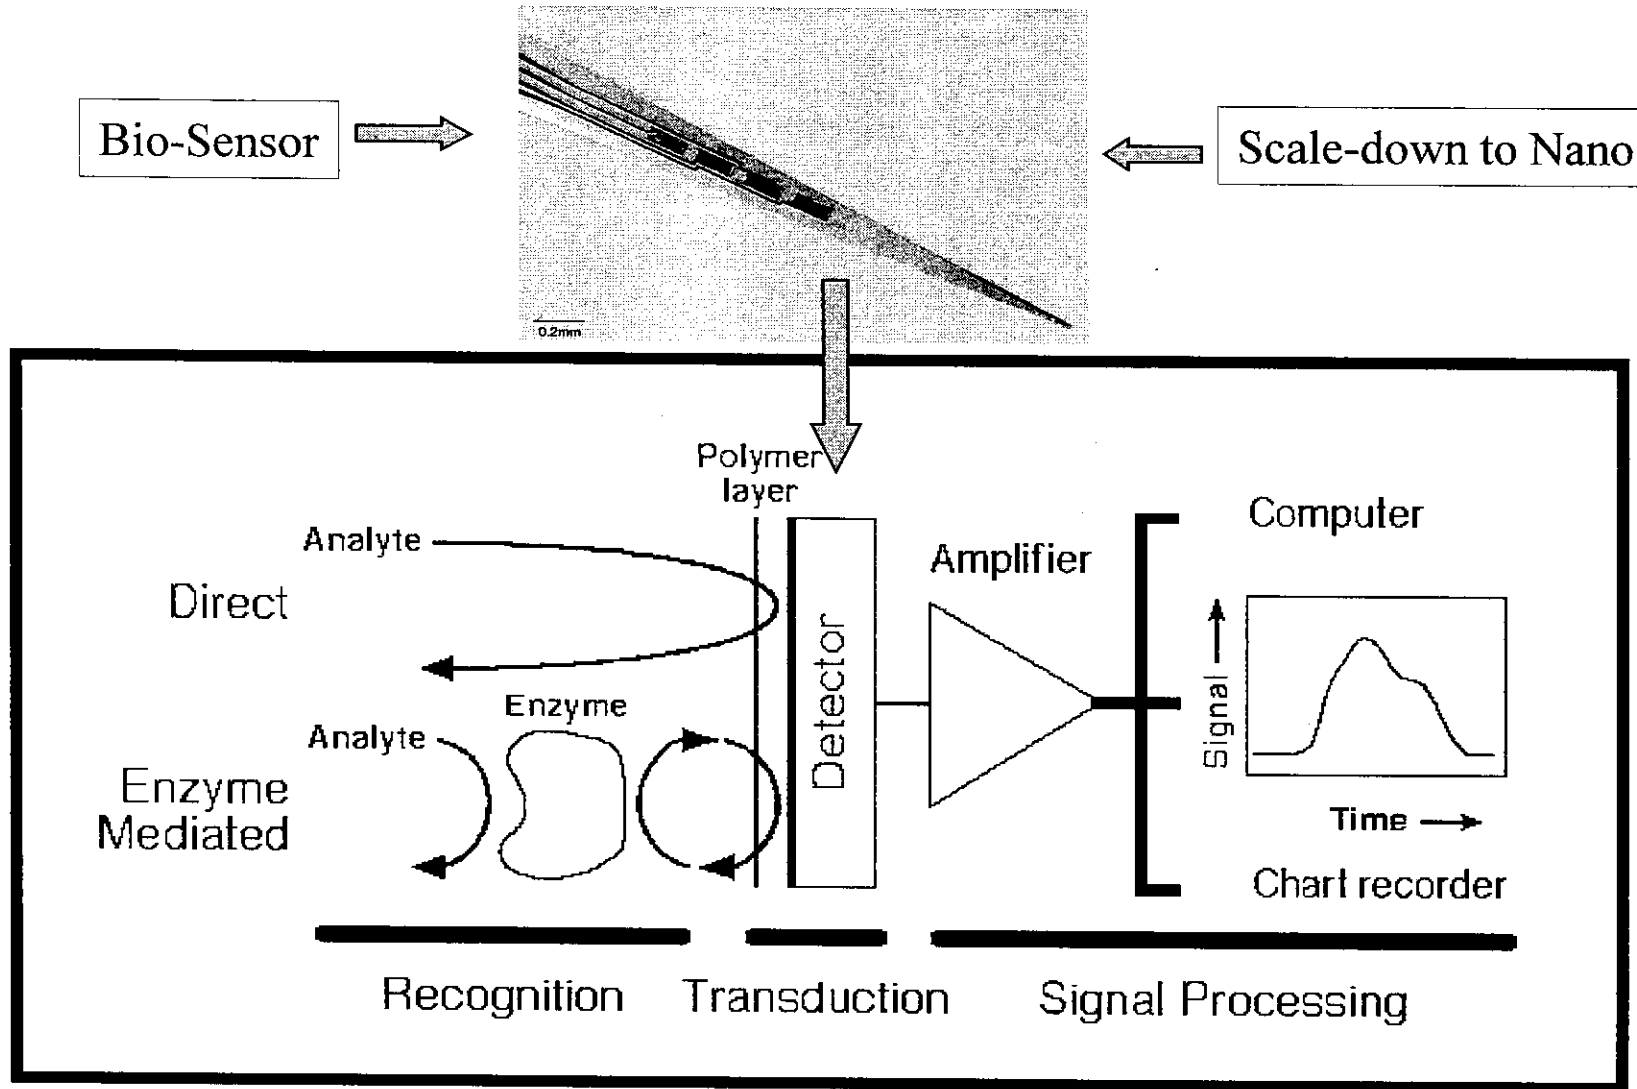 Bio-Sensor
Scale-down to Nano
0.2mm
Polymer
layer
Analyte
Direct
Enzyme
Analyte
Enzyme
Mediated
Detector
Amplifier
Computer
Signal
Time
Chart recorder
Recognition
Transduction
Signal Processing